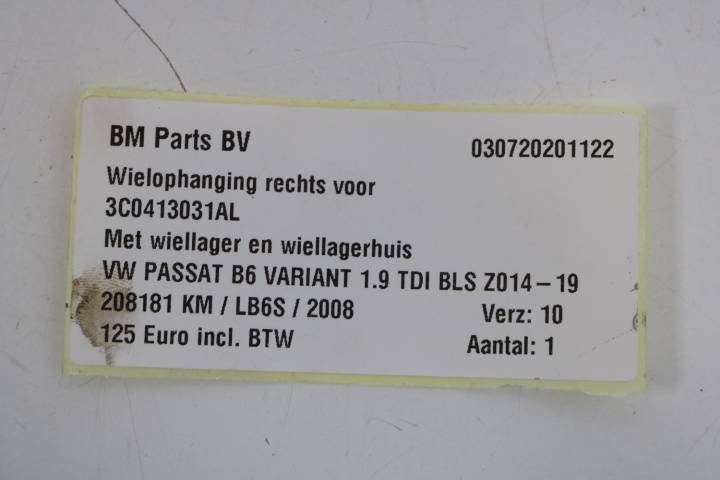 BM Parts BV 030720201122
Wielophanging rechts voor
3C0413031AL
Met wiellager en wiellagerhuis
VW PASSAT B6 VARIANT 1.9 TDI BLS Z014-19
208181 KM / LB6S / 2008 Verz: 10
125 Euro incl. BTW Aantal: 1